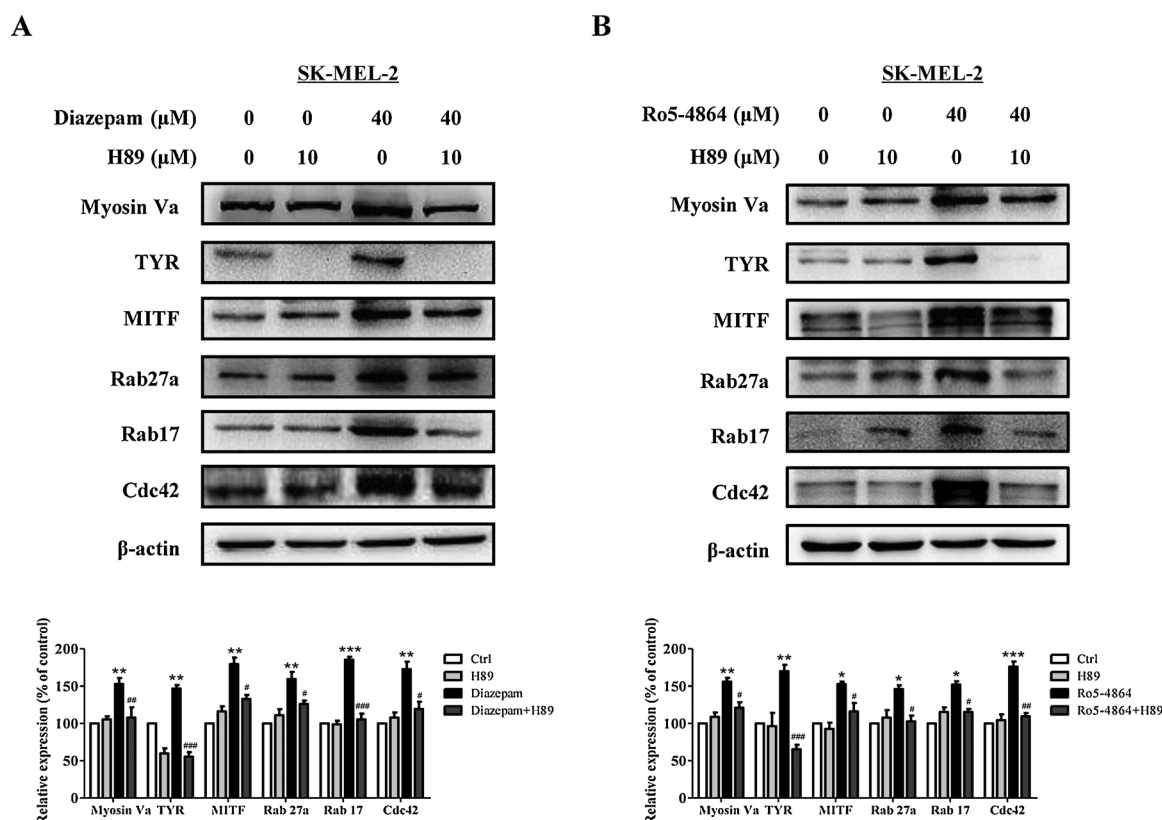 A
SK-MEL-2
Diazepam (μM) 0 0 40 40
H89 (μM) 0 10 0 10
Myosin Va
TYR
MITF
Rab27a
Rab17
Cdc42
β-actin
Relative expression (% of control)
200
150
100
50
0
** ** ** ** *** **
## ### # # ### #
Myosin Va TYR MITF Rab 27a Rab 17 Cdc42
Ctrl
H89
Diazepam
Diazepam+H89
B
SK-MEL-2
Ro5-4864 (μM) 0 0 40 40
H89 (μM) 0 10 0 10
Myosin Va
TYR
MITF
Rab27a
Rab17
Cdc42
β-actin
Relative expression (% of control)
200
150
100
50
0
** ** * * * ***
# ### # # # ##
Myosin Va TYR MITF Rab 27a Rab 17 Cdc42
Ctrl
H89
Ro5-4864
Ro5-4864+H89